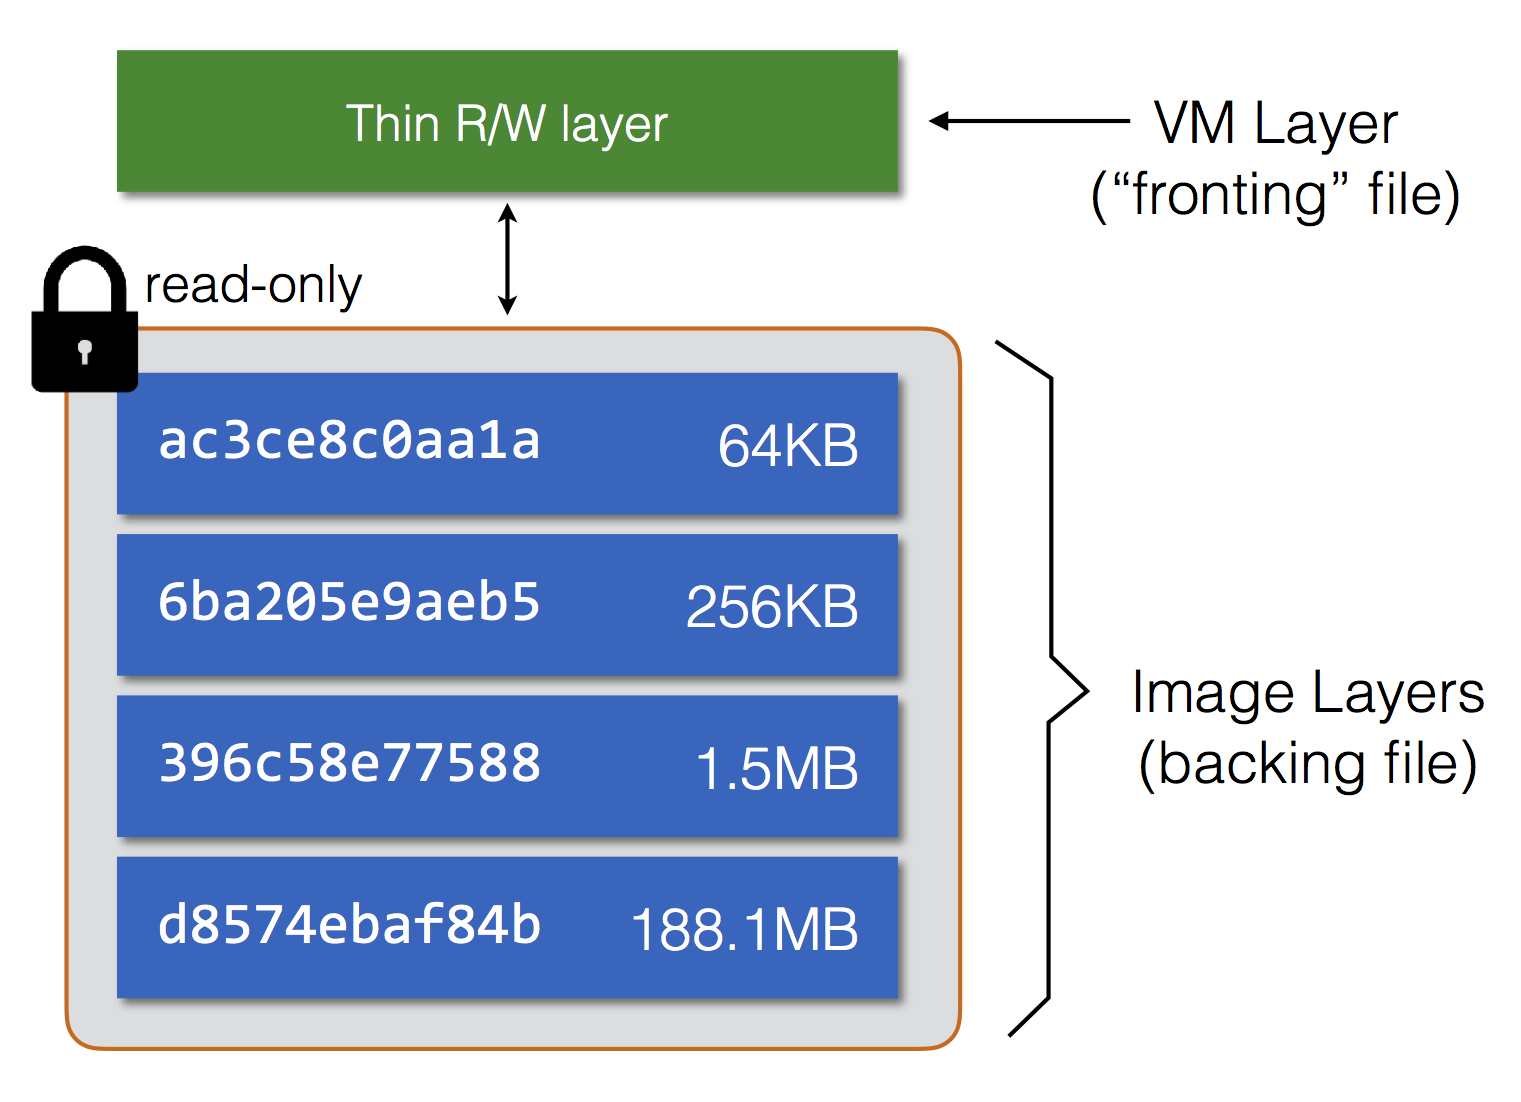 Thin R/W layer
VM Layer
(“fronting” file)
read-only
ac3ce8c0aa1a 64KB
6ba205e9aeb5 256KB
396c58e77588 1.5MB
d8574ebaf84b 188.1MB
Image Layers
(backing file)